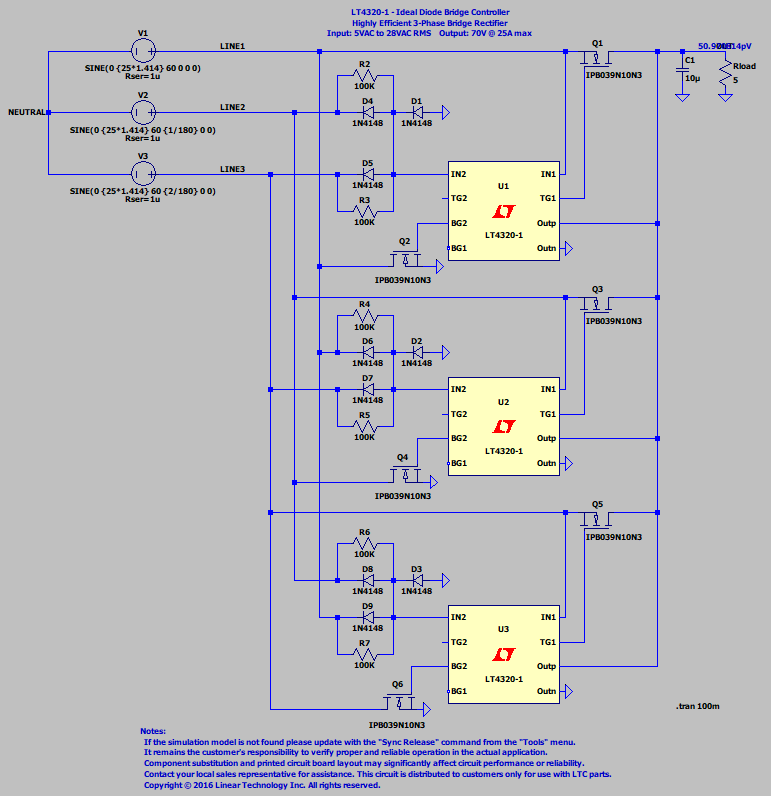 LT4320-1 - Ideal Diode Bridge Controller
Highly Efficient 3-Phase Bridge Rectifier
Input: 5VAC to 28VAC RMS Output: 70V @ 25A max
V1
LINE1
SINE(0 {25*1.414} 60 0 0 0)
Rser=1u
NEUTRAL
V2
LINE2
SINE(0 {25*1.414} 60 {1/180} 0 0)
Rser=1u
V3
LINE3
SINE(0 {25*1.414} 60 {2/180} 0 0)
Rser=1u
Q1
IPB039N10N3
C1
10µ
Rload
5
R2
100K
D4
1N4148
D1
1N4148
D5
1N4148
R3
100K
IN2
TG2
BG2
BG1
U1
LT4320-1
IN1
TG1
Outp
Outn
Q2
IPB039N10N3
Q3
IPB039N10N3
R4
100K
D6
1N4148
D2
1N4148
D7
1N4148
R5
100K
IN2
TG2
BG2
BG1
U2
LT4320-1
IN1
TG1
Outp
Outn
Q4
IPB039N10N3
Q5
IPB039N10N3
R6
100K
D8
1N4148
D3
1N4148
D9
1N4148
R7
100K
IN2
TG2
BG2
BG1
U3
LT4320-1
IN1
TG1
Outp
Outn
Q6
IPB039N10N3
.tran 100m
Notes:
If the simulation model is not found please update with the "Sync Release" command from the "Tools" menu.
It remains the customer's responsibility to verify proper and reliable operation in the actual application.
Component substitution and printed circuit board layout may significantly affect circuit performance or reliability.
Contact your local sales representative for assistance. This circuit is distributed to customers only for use with LTC parts.
Copyright © 2016 Linear Technology Inc. All rights reserved.